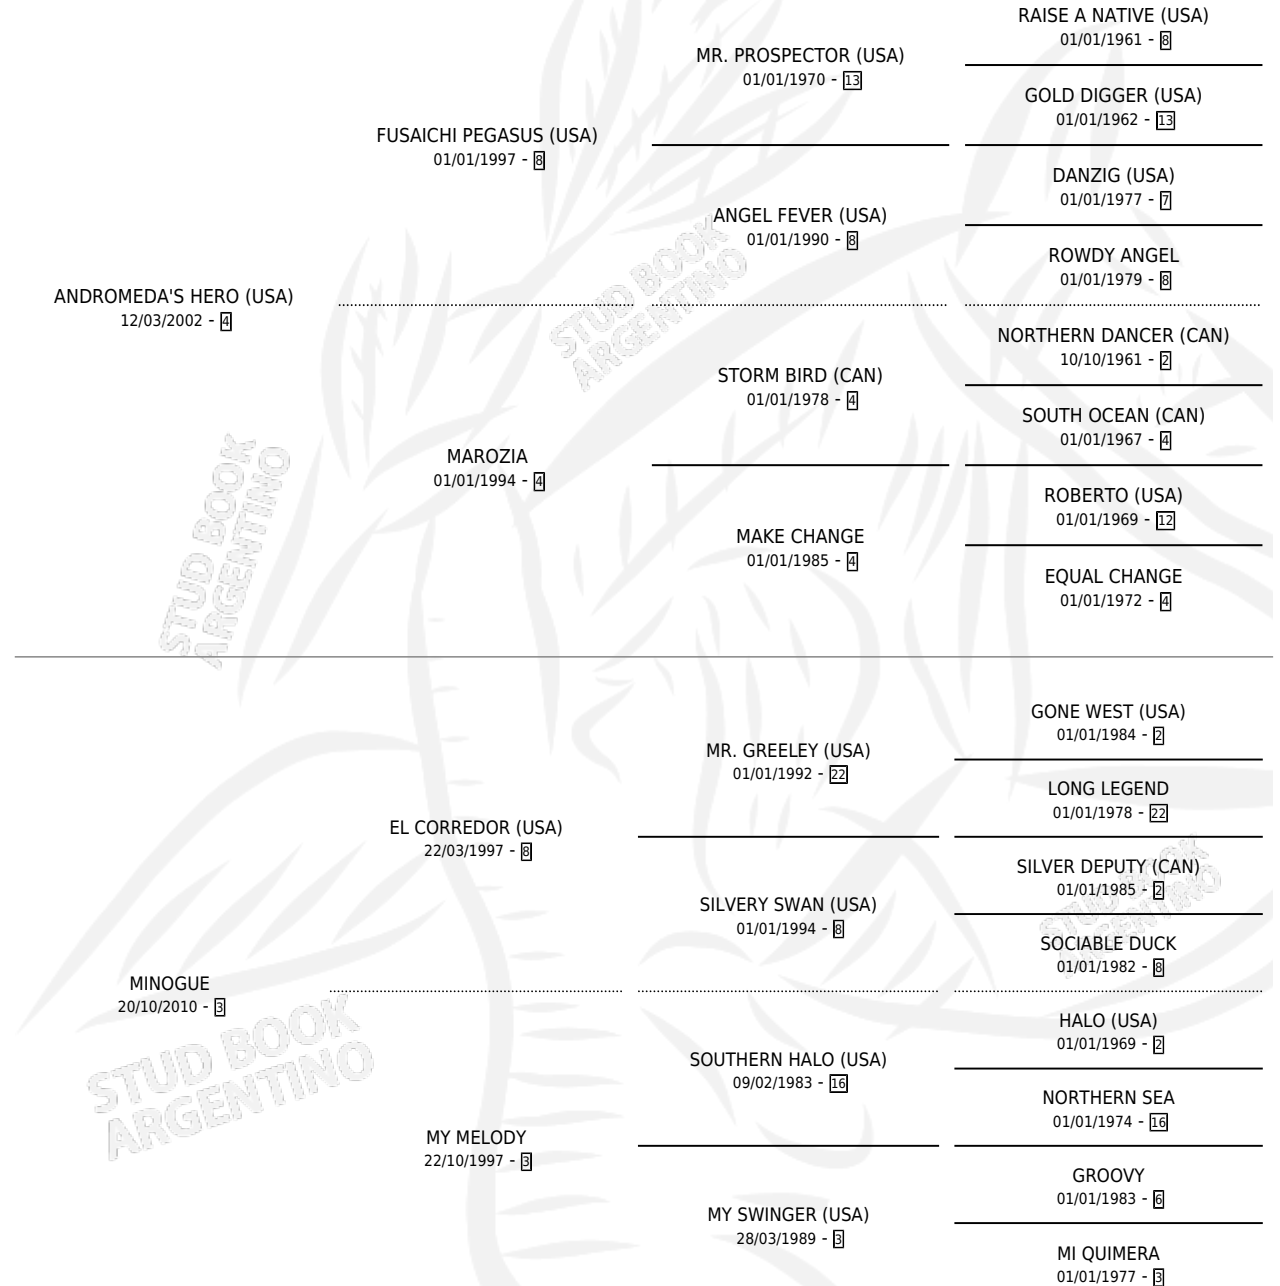 RAISE A NATIVE (USA)
01/01/1961 - 8
MR. PROSPECTOR (USA)
01/01/1970 - 13
GOLD DIGGER (USA)
01/01/1962 - 13
FUSAICHI PEGASUS (USA)
01/01/1997 - 8
DANZIG (USA)
01/01/1977 - 7
ANGEL FEVER (USA)
01/01/1990 - 8
ROWDY ANGEL
01/01/1979 - 8
ANDROMEDA'S HERO (USA)
12/03/2002 - 4
NORTHERN DANCER (CAN)
10/10/1961 - 2
STORM BIRD (CAN)
01/01/1978 - 4
SOUTH OCEAN (CAN)
01/01/1967 - 4
MAROZIA
01/01/1994 - 4
ROBERTO (USA)
01/01/1969 - 12
MAKE CHANGE
01/01/1985 - 4
EQUAL CHANGE
01/01/1972 - 4
STUD BOOK
ARGENTINO
STUD BOOK
ARGENTINO
GONE WEST (USA)
01/01/1984 - 2
MR. GREELEY (USA)
01/01/1992 - 22
LONG LEGEND
01/01/1978 - 22
EL CORREDOR (USA)
22/03/1997 - 8
SILVER DEPUTY (CAN)
01/01/1985 - 2
SILVERY SWAN (USA)
01/01/1994 - 8
SOCIABLE DUCK
01/01/1982 - 8
MINOGUE
20/10/2010 - 3
HALO (USA)
01/01/1969 - 2
SOUTHERN HALO (USA)
09/02/1983 - 16
NORTHERN SEA
01/01/1974 - 16
MY MELODY
22/10/1997 - 3
GROOVY
01/01/1983 - 6
MY SWINGER (USA)
28/03/1989 - 3
MI QUIMERA
01/01/1977 - 3
STUD BOOK
ARGENTINO
STUD BOOK
ARGENTINO